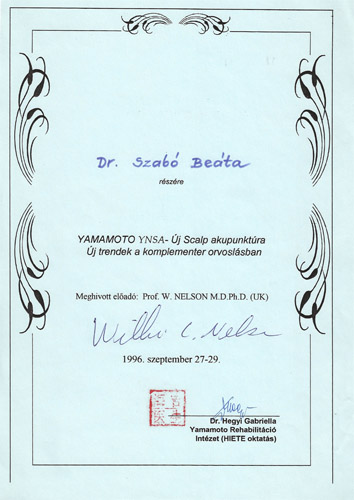 Dr. Szabó Beáta
részére
YAMAMOTO YNSA- Új Scalp akupunktúra
Új trendek a komplementer orvoslásban
Meghivott előadó: Prof. W. NELSON M.D.Ph.D. (UK)
1996. szeptember 27-29.
Dr. Hegyi Gabriella
Yamamoto Rehabilitáció
Intézet (HIETE oktatás)